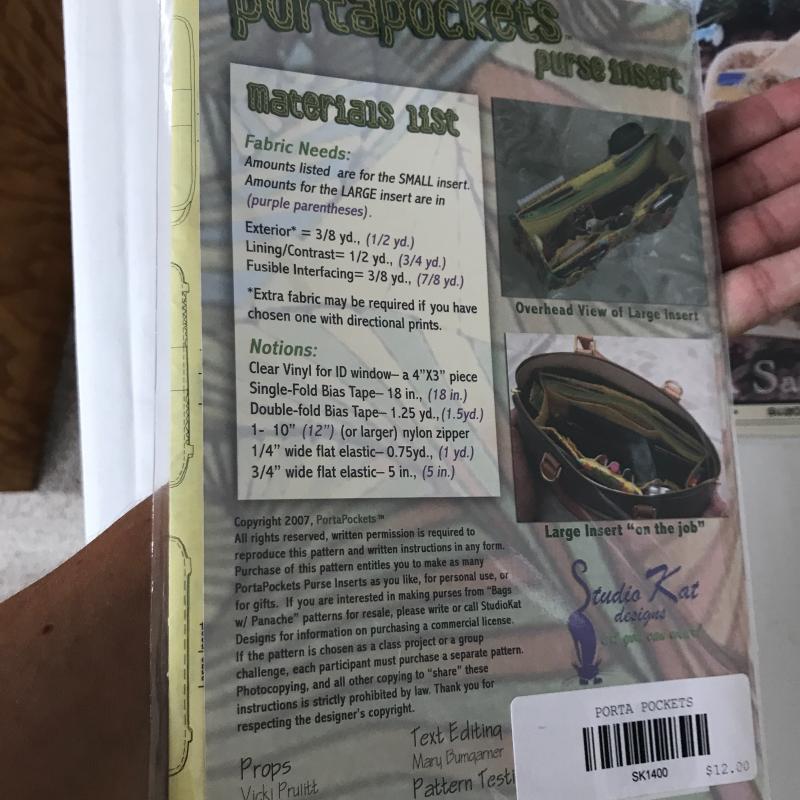 portapockets™
purse insert
materials list
Fabric Needs:
Amounts listed are for the SMALL insert.
Amounts for the LARGE insert are in
(purple parentheses).
Exterior* = 3/8 yd., (1/2 yd.)
Lining/Contrast= 1/2 yd., (3/4 yd.)
Fusible Interfacing= 3/8 yd., (7/8 yd.)
*Extra fabric may be required if you have
chosen one with directional prints.
Notions:
Clear Vinyl for ID window– a 4"X3" piece
Single-Fold Bias Tape– 18 in., (18 in.)
Double-fold Bias Tape– 1.25 yd.,(1.5yd.)
1- 10" (12") (or larger) nylon zipper
1/4" wide flat elastic– 0.75yd., (1 yd.)
3/4" wide flat elastic– 5 in., (5 in.)
Overhead View of Large Insert
Large Insert "on the job"
Copyright 2007, PortaPockets™
All rights reserved, written permission is required to
reproduce this pattern and written instructions in any form.
Purchase of this pattern entitles you to make as many
PortaPockets Purse Inserts as you like, for personal use, or
for gifts. If you are interested in making purses from "Bags
w/ Panache" patterns for resale, please write or call StudioKat
Designs for information on purchasing a commercial license.
If the pattern is chosen as a class project or a group
challenge, each participant must purchase a separate pattern.
Photocopying, and all other copying to "share" these
instructions is strictly prohibited by law. Thank you for
respecting the designer's copyright.
Studio Kat
designs
Props
Vicki Prulitt
Text Editing
Mary Bumgarner
Pattern Testi
PORTA POCKETS
SK1400
$12.00
Sa